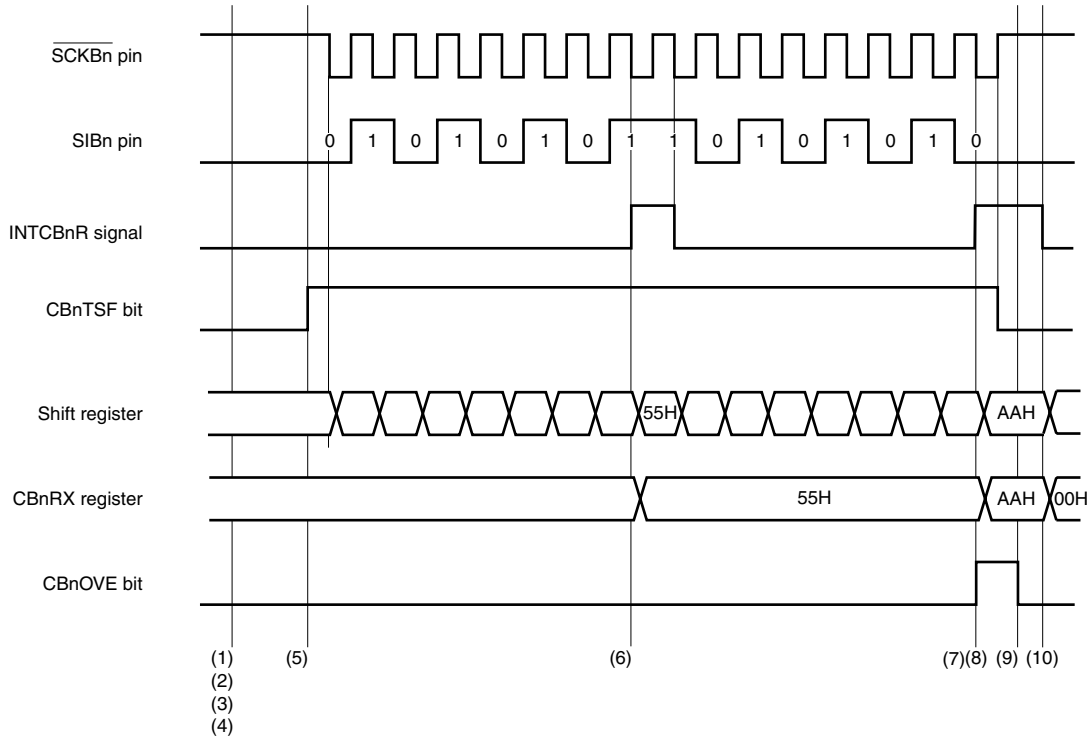 SCKBn pin
SIBn pin
0 1 0 1 0 1 0 1 1 0 1 0 1 0 1 0
INTCBnR signal
CBnTSF bit
Shift register
55H
AAH
CBnRX register
55H
AAH
00H
CBnOVE bit
(1) (5) (6) (7)(8) (9) (10)
(2)
(3)
(4)